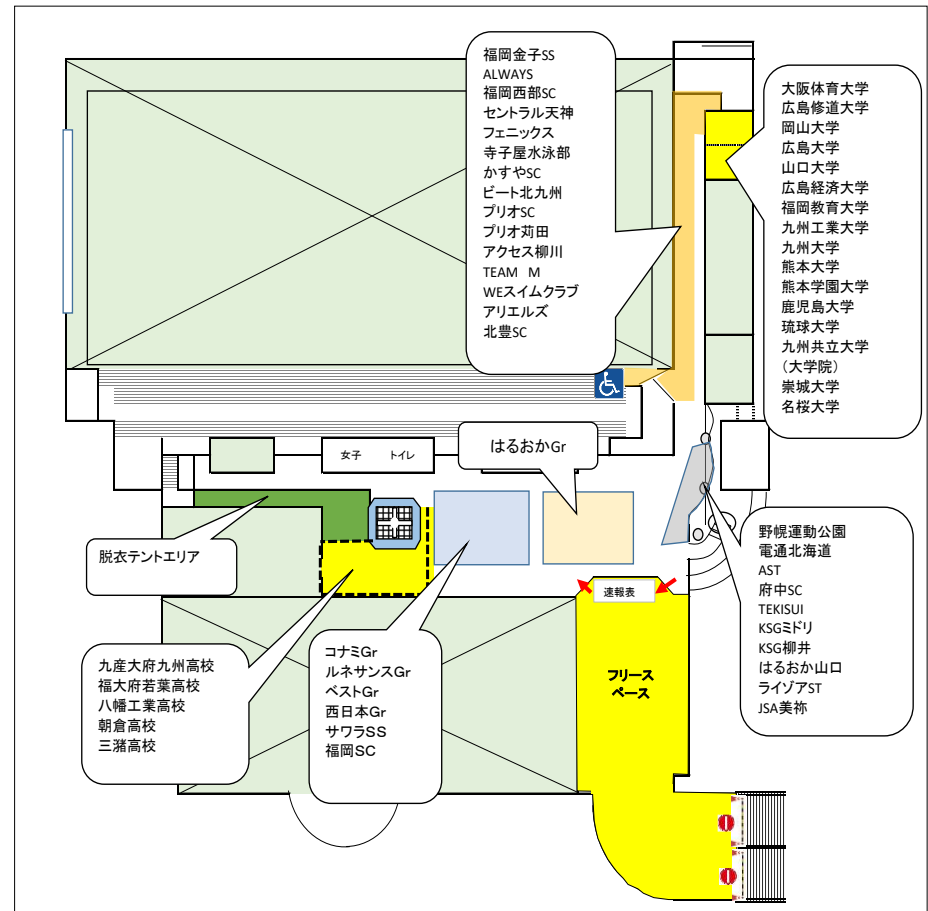 福岡金子SS
ALWAYS
福岡西部SC
セントラル天神
フェニックス
寺子屋水泳部
かすやSC
ビート北九州
ブリオSC
ブリオ苅田
アクセス柳川
TEAM　M
WEスイムクラブ
アリエルズ
北豊SC
大阪体育大学
広島修道大学
岡山大学
広島大学
山口大学
広島経済大学
福岡教育大学
九州工業大学
九州大学
熊本大学
熊本学園大学
鹿児島大学
琉球大学
九州共立大学
（大学院）
崇城大学
名桜大学
女子　トイレ
はるおかGr
脱衣テントエリア
野幌運動公園
電通北海道
AST
府中SC
TEKISUI
KSGミドリ
KSG柳井
はるおか山口
ライゾアST
JSA美祢
速報表
フリース
ペース
九産大府九州高校
福大府若葉高校
八幡工業高校
朝倉高校
三潴高校
コナミGr
ルネサンスGr
ベストGr
西日本Gr
サワラSS
福岡SC